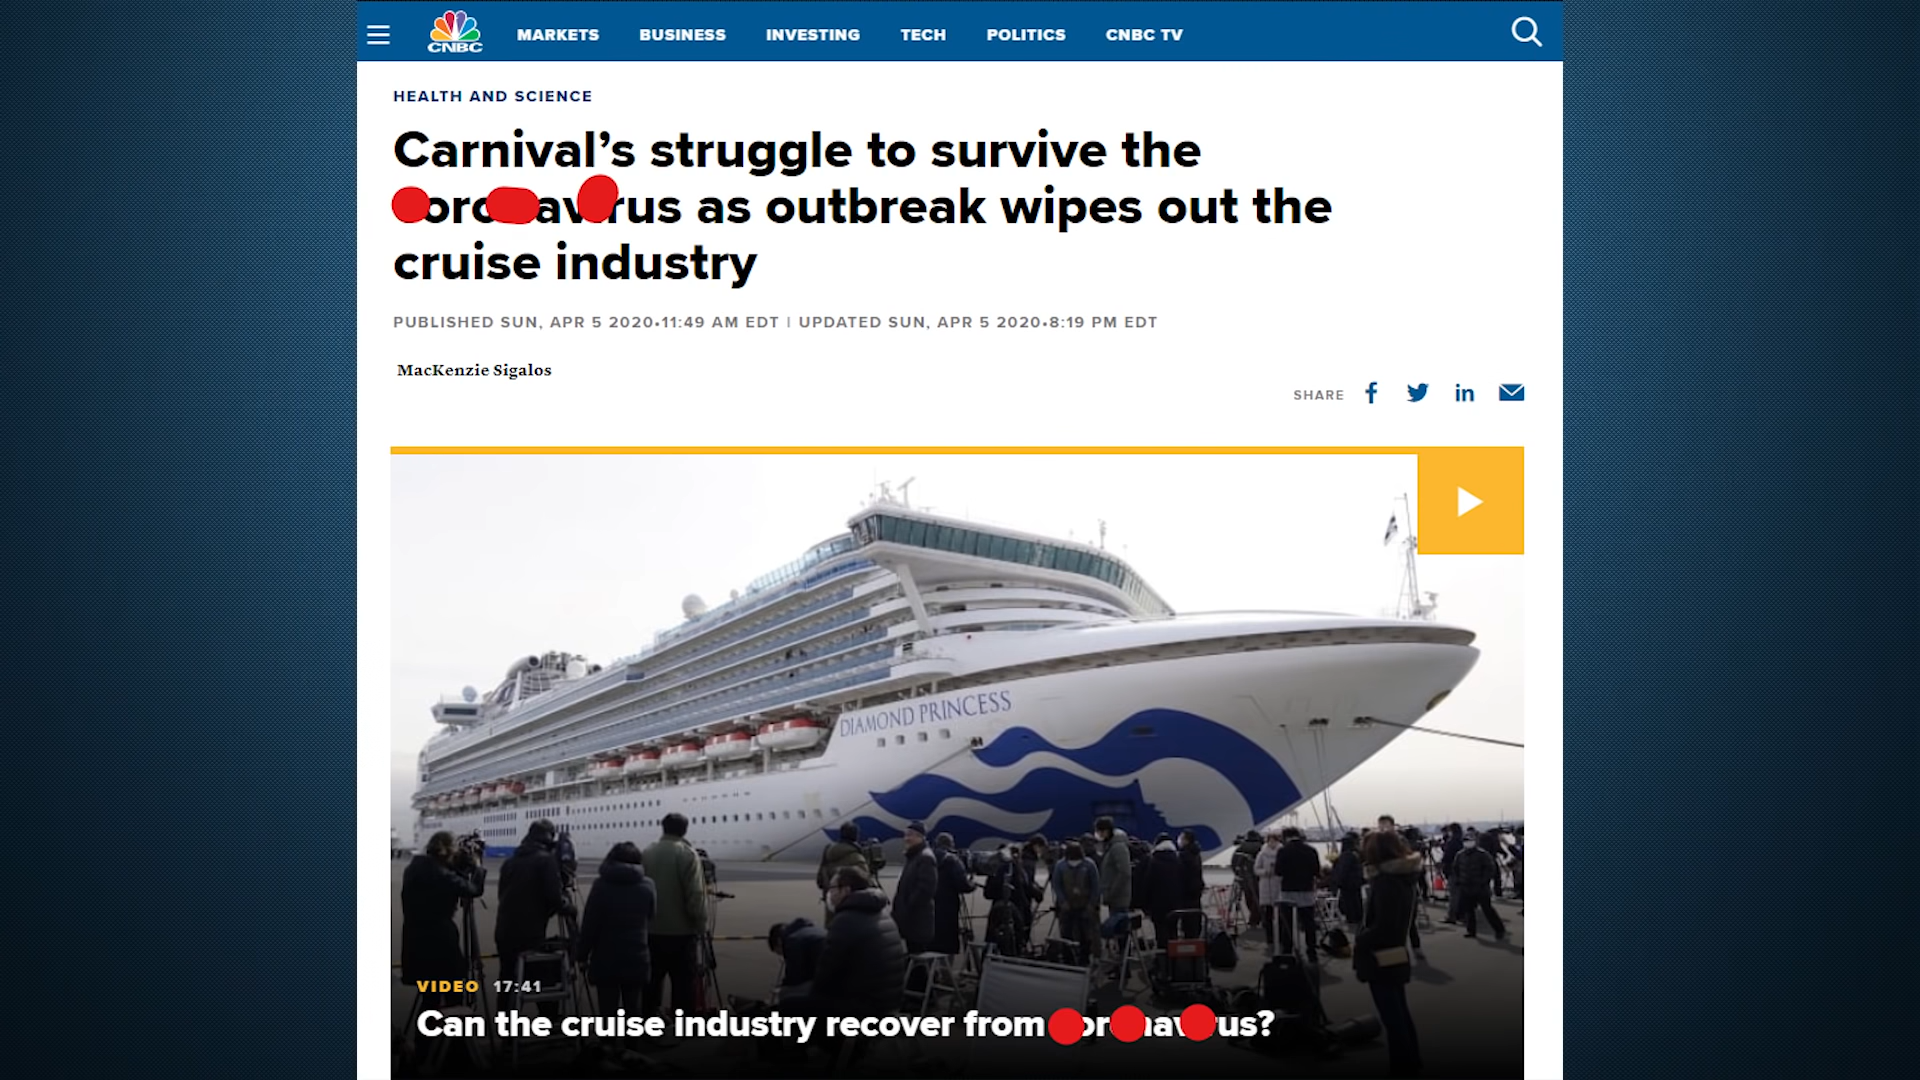 CNBC
MARKETS BUSINESS INVESTING TECH POLITICS CNBC TV
HEALTH AND SCIENCE
Carnival's struggle to survive the
as outbreak wipes out the
cruise industry
PUBLISHED SUN, APR 5 2020•11:49 AM EDT | UPDATED SUN, APR 5 2020•8:19 PM EDT
MacKenzie Sigalos
SHARE
DIAMOND PRINCESS
VIDEO 17:41
Can the cruise industry recover from